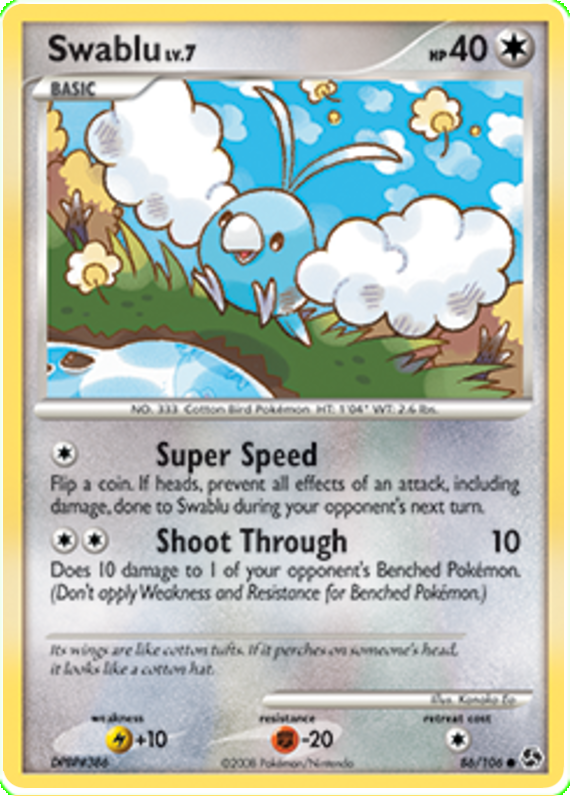 Swablu LV.7
HP 40
BASIC
NO. 333 Cotton Bird Pokémon HT: 1'04" WT: 2.6 lbs.
Super Speed
Flip a coin. If heads, prevent all effects of an attack, including
damage, done to Swablu during your opponent's next turn.
Shoot Through 10
Does 10 damage to 1 of your opponent's Benched Pokémon.
(Don't apply Weakness and Resistance for Benched Pokémon.)
Its wings are like cotton tufts. If it perches on someone's head,
it looks like a cotton hat.
Illus. Kanako Eo
weakness resistance retreat cost
+10 -20
DPBP#386 ©2008 Pokémon/Nintendo 86/106